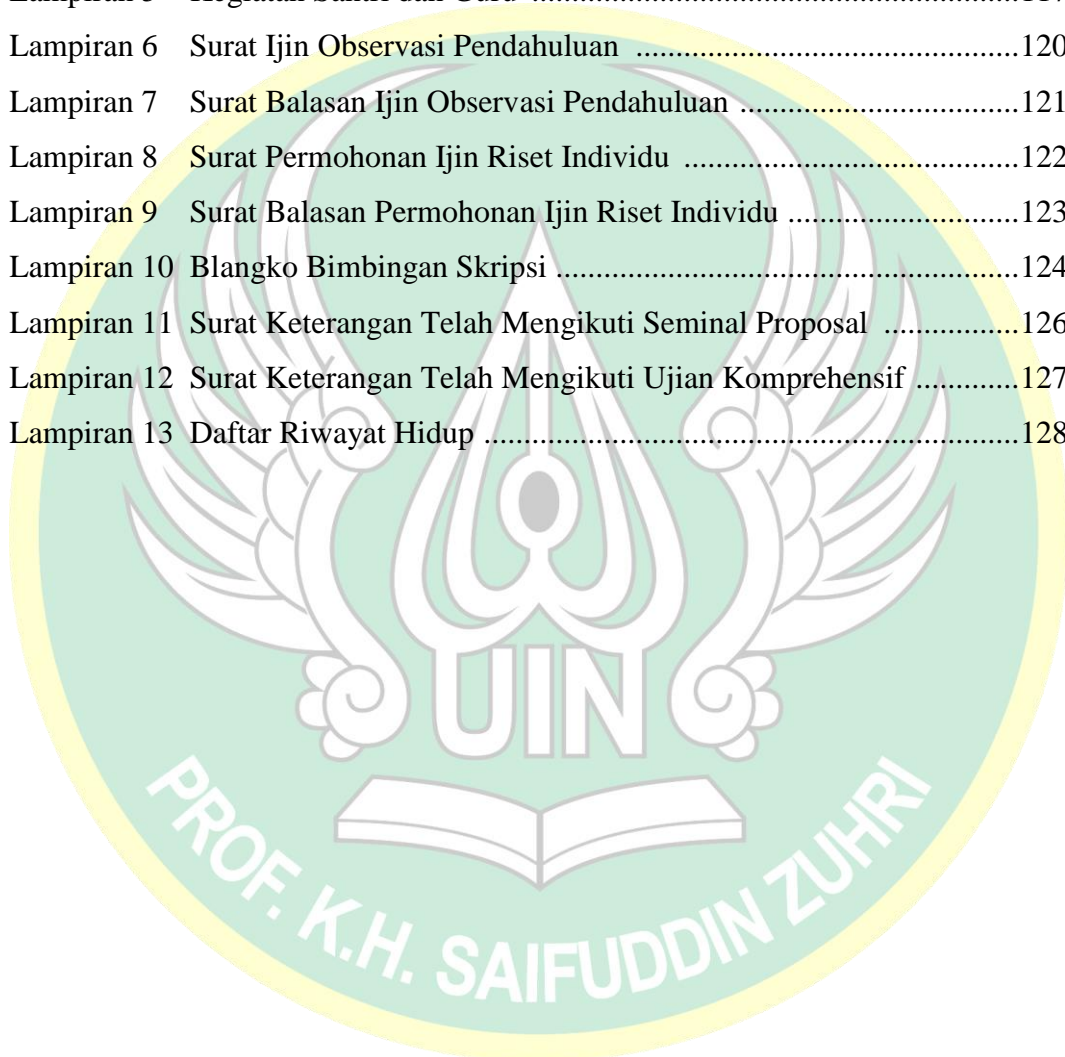 Lampiran 6 Surat Ijin Observasi Pendahuluan ........................................................120
Lampiran 7 Surat Balasan Ijin Observasi Pendahuluan ........................................121
Lampiran 8 Surat Permohonan Ijin Riset Individu ................................................122
Lampiran 9 Surat Balasan Permohonan Ijin Riset Individu .................................123
Lampiran 10 Blangko Bimbingan Skripsi ..................................................................124
Lampiran 11 Surat Keterangan Telah Mengikuti Seminal Proposal ...................126
Lampiran 12 Surat Keterangan Telah Mengikuti Ujian Komprehensif ..............127
Lampiran 13 Daftar Riwayat Hidup ............................................................................128
UIN
PROF. K.H. SAIFUDDIN ZUHRI